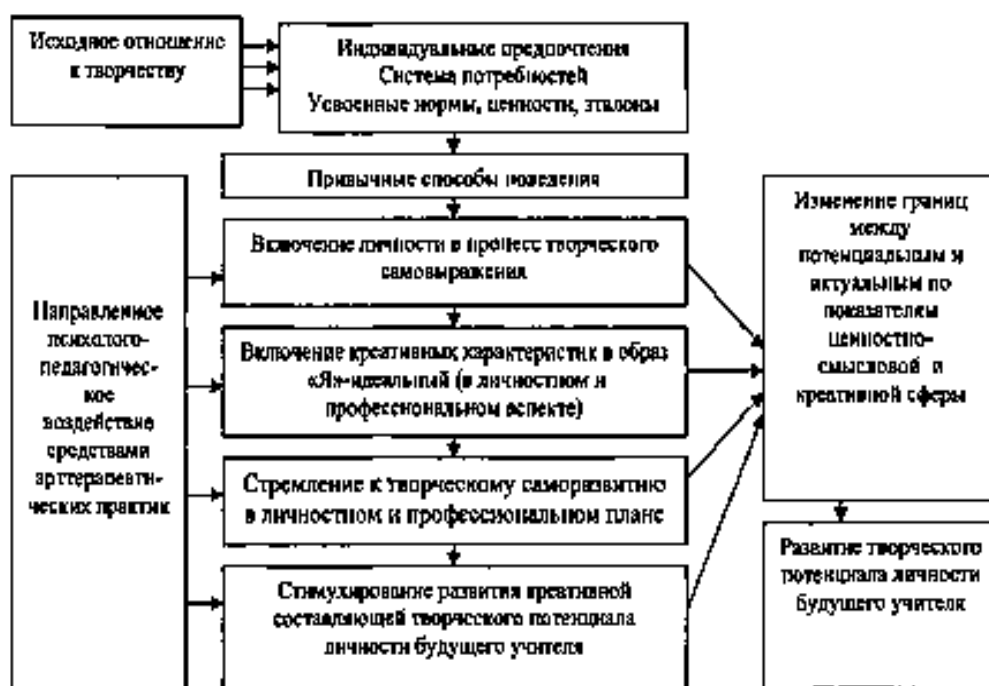 Исходное отношение
к творчеству
Индивидуальные предпочтения
Система потребностей
Усвоенные нормы, ценности, эталоны
Привычные способы поведения
Включение личности в процесс творческого
самовыражения
Включение креативных характеристик в образ
«Я»-идеальный (в личностном и
профессиональном аспекте)
Стремление к творческому саморазвитию
в личностном и профессиональном плане
Стимулирование развития креативной
составляющей творческого потенциала
личности будущего учителя
Направленное
психолого-
педагогичес-
кое
воздействие
средствами
арттерапевти-
ческих практик
Изменение границ
между
потенциальным и
актуальным по
показателям
ценностно-
смысловой и
креативной сферы
Развитие творческого
потенциала личности
будущего учителя